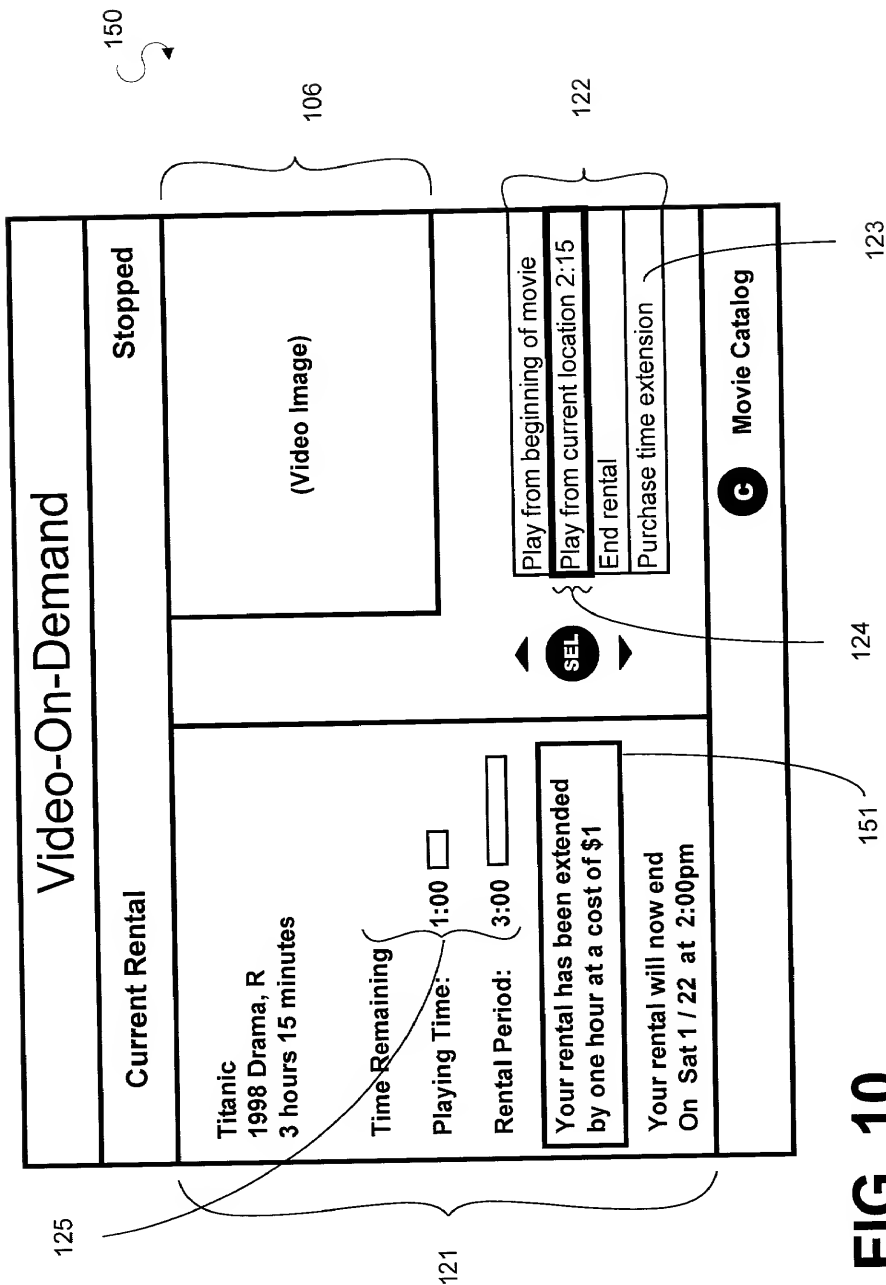 150
Video-On-Demand
Current Rental
Stopped
106
Titanic
1998 Drama, R
3 hours 15 minutes
(Video Image)
125
Time Remaining
Playing Time: 1:00
Rental Period: 3:00
121
Your rental has been extended
by one hour at a cost of $1
Your rental will now end
On Sat 1 / 22 at 2:00pm
SEL
122
Play from beginning of movie
Play from current location 2:15
End rental
Purchase time extension
C Movie Catalog
151
124
123
FIG 10